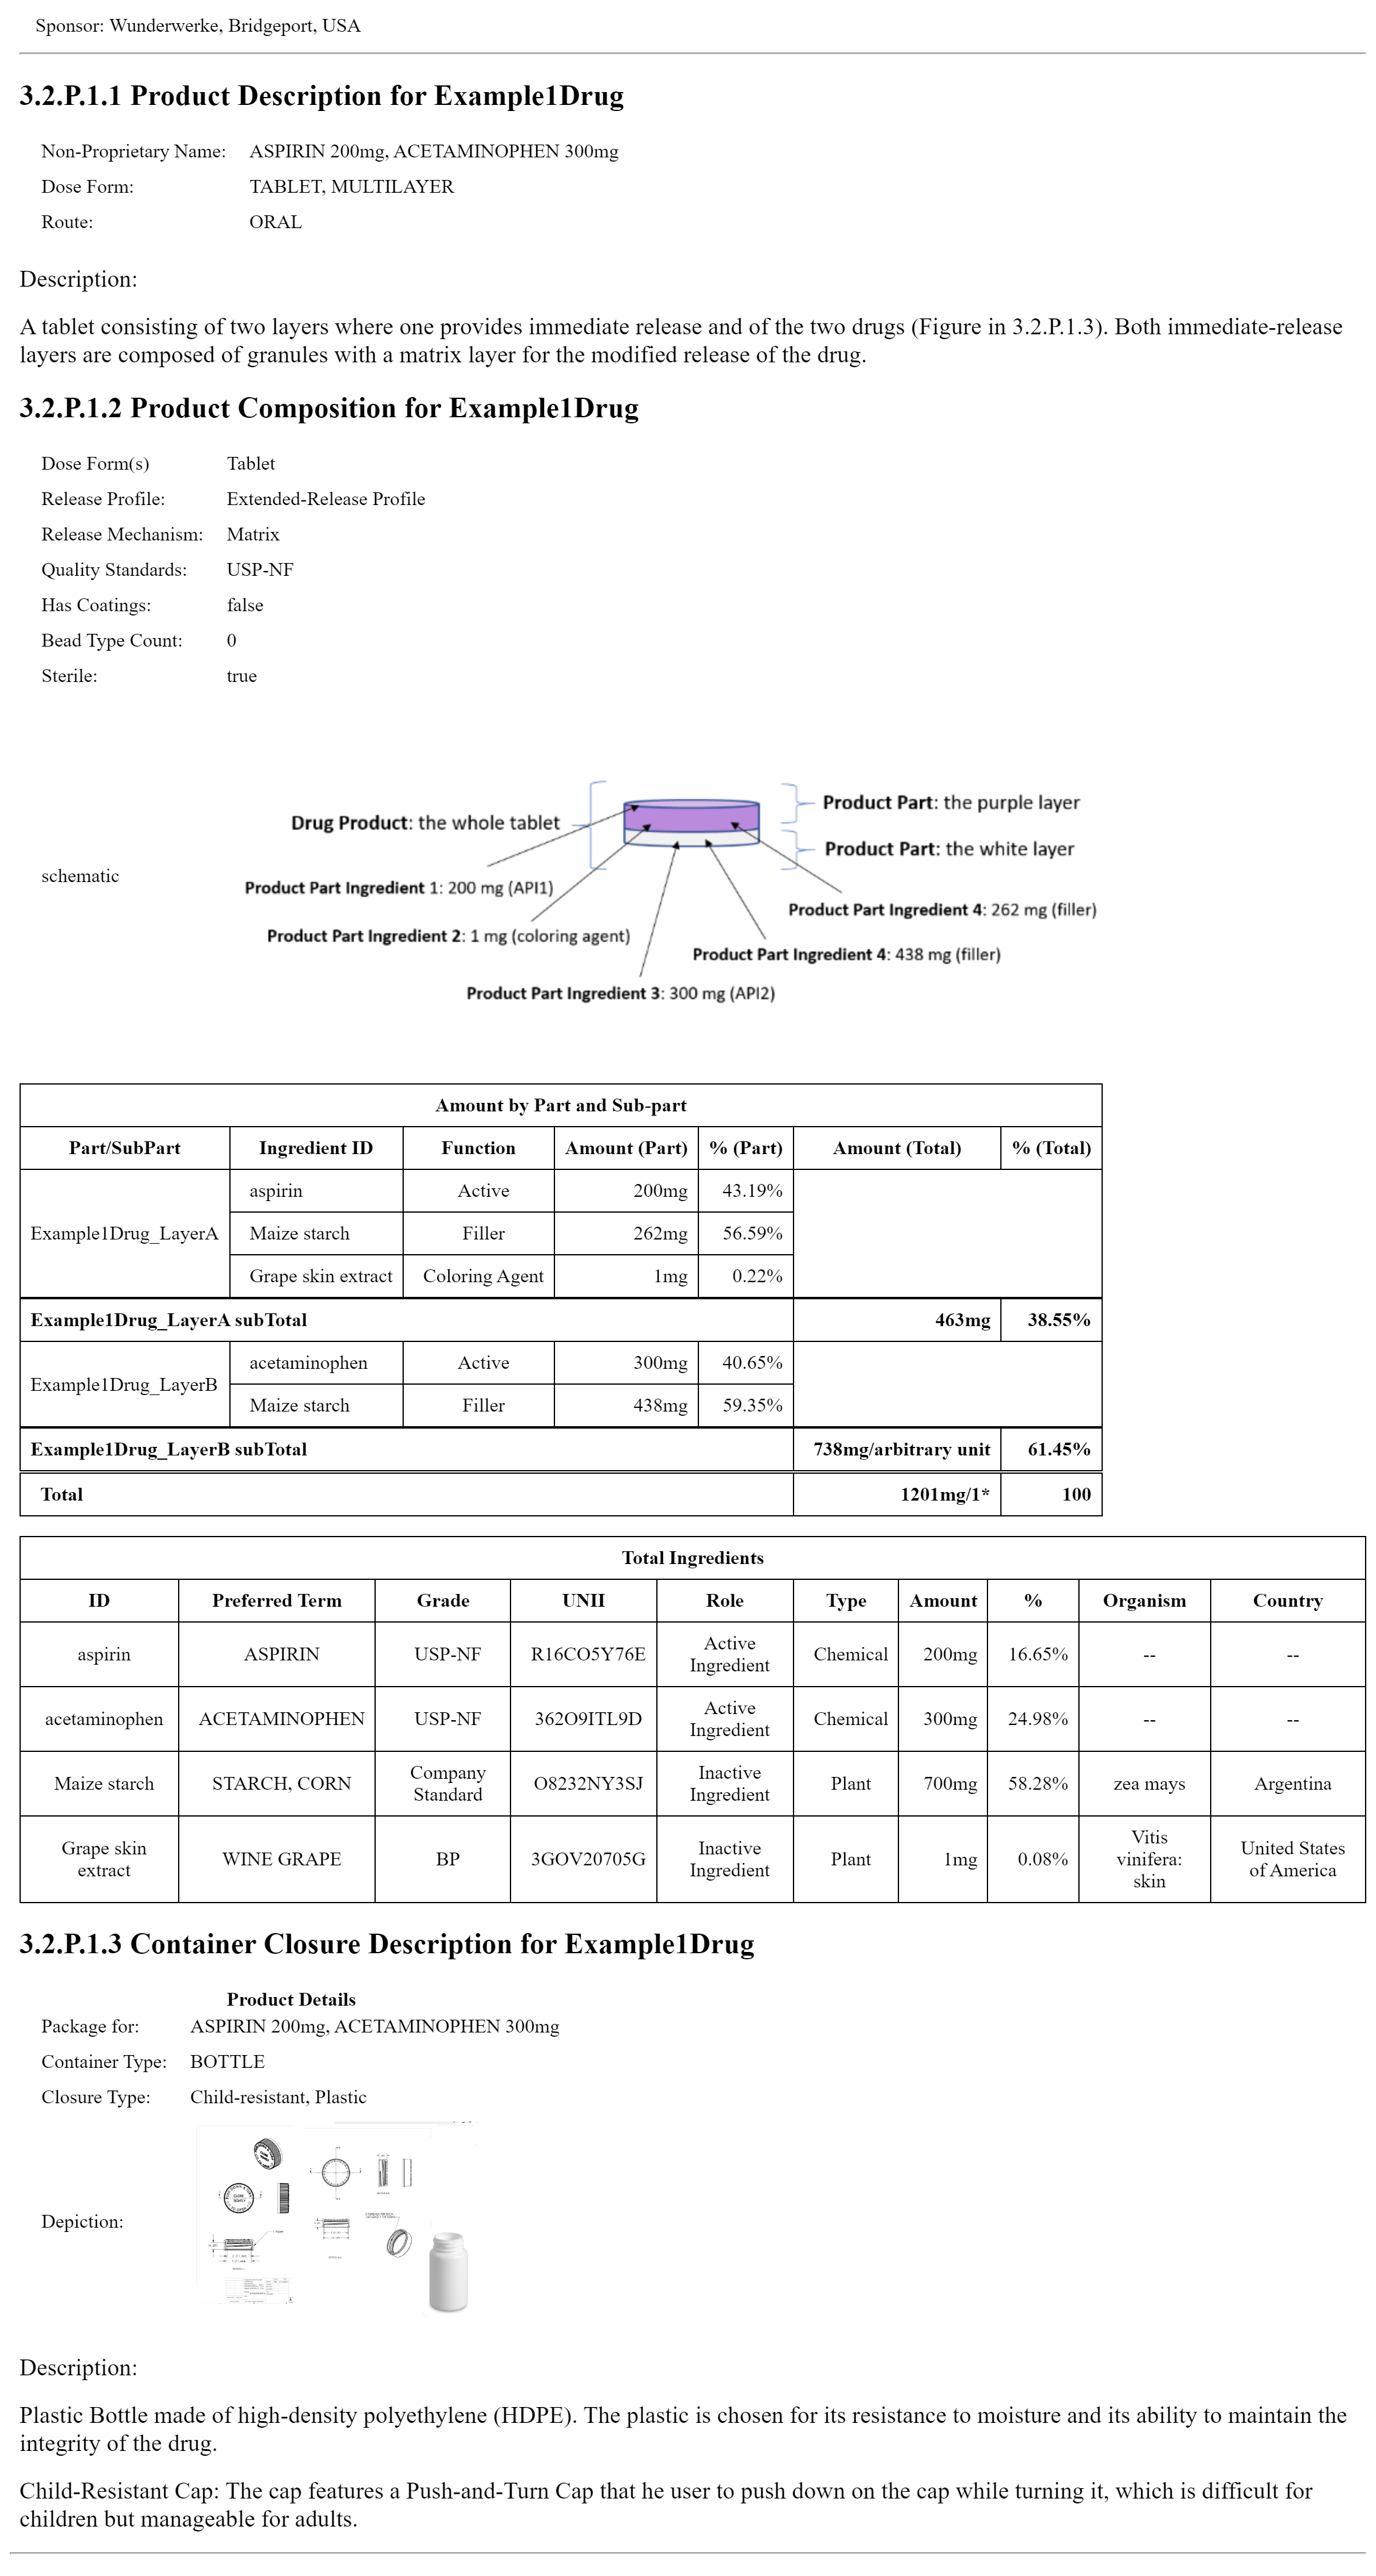 Sponsor: Wunderwerke, Bridgeport, USA
3.2.P.1.1 Product Description for Example1Drug
Non-Proprietary Name: ASPIRIN 200mg, ACETAMINOPHEN 300mg
Dose Form: TABLET, MULTILAYER
Route: ORAL
Description:
A tablet consisting of two layers where one provides immediate release and of the two drugs (Figure in 3.2.P.1.3). Both immediate-release
layers are composed of granules with a matrix layer for the modified release of the drug.
3.2.P.1.2 Product Composition for Example1Drug
Dose Form(s) Tablet
Release Profile: Extended-Release Profile
Release Mechanism: Matrix
Quality Standards: USP-NF
Has Coatings: false
Bead Type Count: 0
Sterile: true
schematic
Drug Product: the whole tablet
Product Part: the purple layer
Product Part: the white layer
Product Part Ingredient 1: 200 mg (API1)
Product Part Ingredient 4: 262 mg (filler)
Product Part Ingredient 2: 1 mg (coloring agent)
Product Part Ingredient 4: 438 mg (filler)
Product Part Ingredient 3: 300 mg (API2)
Amount by Part and Sub-part
Part/SubPart Ingredient ID Function Amount (Part) % (Part) Amount (Total) % (Total)
Example1Drug_LayerA aspirin Active 200mg 43.19%
Maize starch Filler 262mg 56.59%
Grape skin extract Coloring Agent 1mg 0.22%
Example1Drug_LayerA subTotal 463mg 38.55%
Example1Drug_LayerB acetaminophen Active 300mg 40.65%
Maize starch Filler 438mg 59.35%
Example1Drug_LayerB subTotal 738mg/arbitrary unit 61.45%
Total 1201mg/1* 100
Total Ingredients
ID Preferred Term Grade UNII Role Type Amount % Organism Country
aspirin ASPIRIN USP-NF R16CO5Y76E Active Ingredient Chemical 200mg 16.65% -- --
acetaminophen ACETAMINOPHEN USP-NF 362O9ITL9D Active Ingredient Chemical 300mg 24.98% -- --
Maize starch STARCH, CORN Company Standard O8232NY3SJ Inactive Ingredient Plant 700mg 58.28% zea mays Argentina
Grape skin extract WINE GRAPE BP 3GOV20705G Inactive Ingredient Plant 1mg 0.08% Vitis vinifera: skin United States of America
3.2.P.1.3 Container Closure Description for Example1Drug
Product Details
Package for: ASPIRIN 200mg, ACETAMINOPHEN 300mg
Container Type: BOTTLE
Closure Type: Child-resistant, Plastic
Depiction:
Description:
Plastic Bottle made of high-density polyethylene (HDPE). The plastic is chosen for its resistance to moisture and its ability to maintain the
integrity of the drug.
Child-Resistant Cap: The cap features a Push-and-Turn Cap that he user to push down on the cap while turning it, which is difficult for
children but manageable for adults.